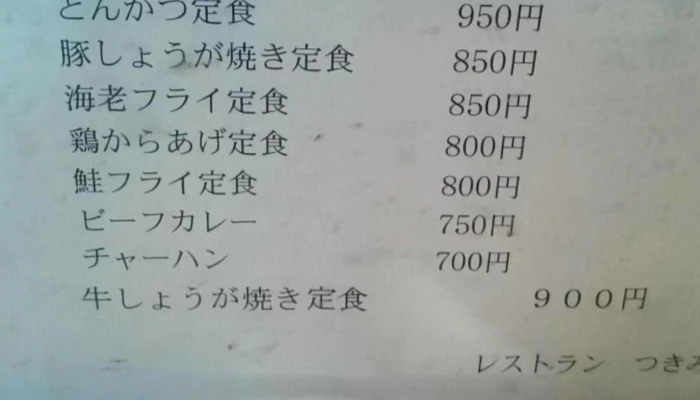 とんかつ定食 950円
豚しょうが焼き定食 850円
海老フライ定食 850円
鶏からあげ定食 800円
鮭フライ定食 800円
ビーフカレー 750円
チャーハン 700円
牛しょうが焼き定食 ９００円
レストラン つきみ